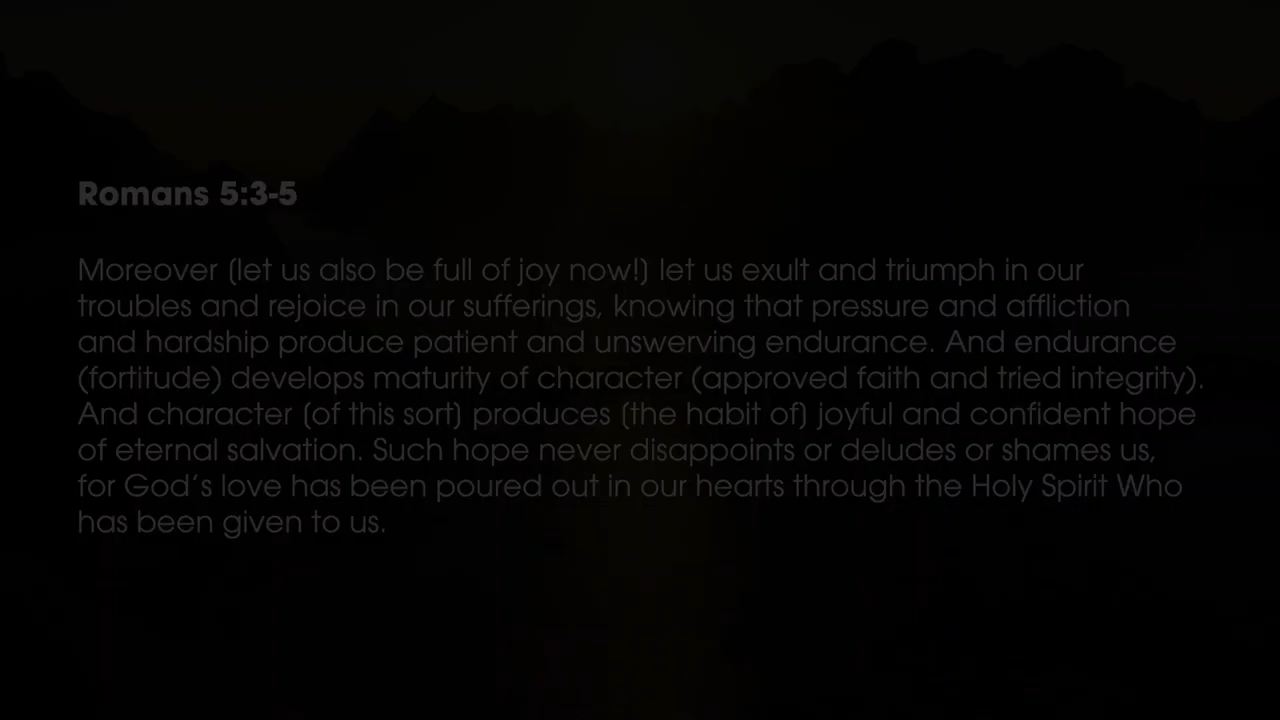 Romans 5:3-5
Moreover (let us also be full of joy now!) let us exult and triumph in our
troubles and rejoice in our sufferings, knowing that pressure and affliction
and hardship produce patient and unswerving endurance. And endurance
(fortitude) develops maturity of character (approved faith and tried integrity).
And character (of this sort) produces (the habit of) joyful and confident hope
of eternal salvation. Such hope never disappoints or deludes or shames us,
for God's love has been poured out in our hearts through the Holy Spirit Who
has been given to us.